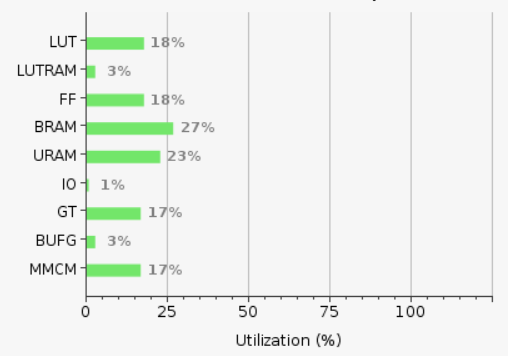 LUT 18%
LUTRAM 3%
FF 18%
BRAM 27%
URAM 23%
IO 1%
GT 17%
BUFG 3%
MMCM 17%
0 25 50 75 100
Utilization (%)